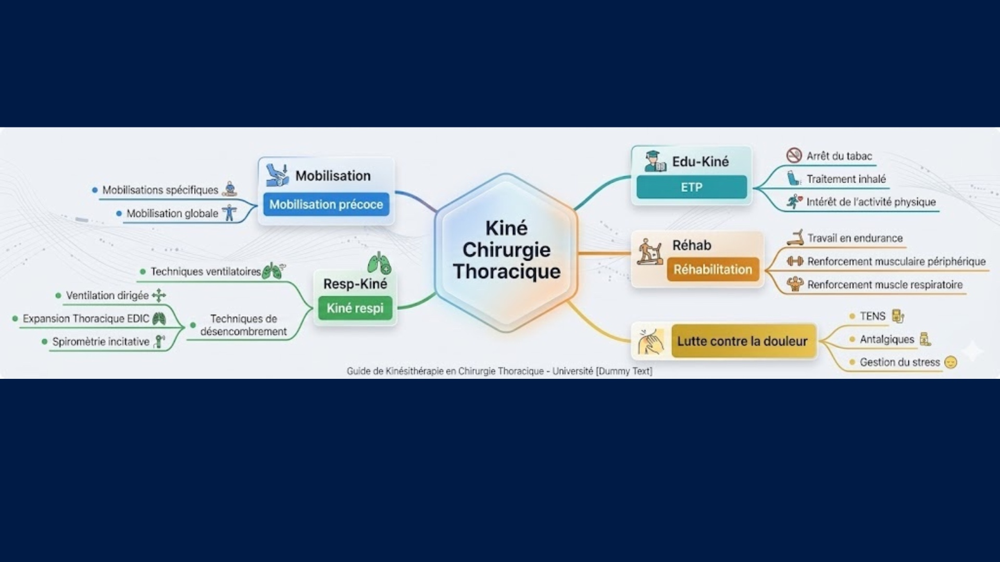 Mobilisation
Mobilisation précoce
Mobilisations spécifiques
Mobilisation globale
Resp-Kiné
Kiné respi
Techniques ventilatoires
Techniques de
désencombrement
Ventilation dirigée
Expansion Thoracique EDIC
Spiromètrie incitative
Kiné
Chirurgie
Thoracique
Edu-Kiné
ETP
Arrêt du tabac
Traitement inhalé
Intérêt de l'activité physique
Réhab
Réhabilitation
Travail en endurance
Renforcement musculaire périphérique
Renforcement muscle respiratoire
Lutte contre la douleur
TENS
Antalgiques
Gestion du stress
Guide de Kinésithérapie en Chirurgie Thoracique - Université [Dummy Text]